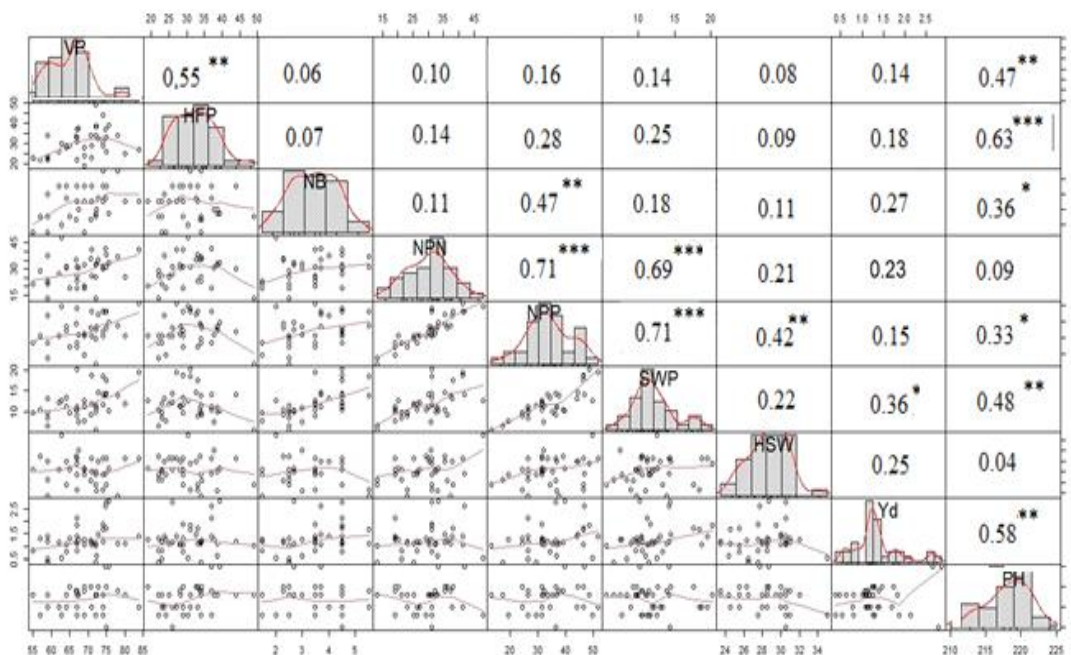 20 25 30 35 40 45 50 15 25 35 45 10 15 20 0.5 1.0 1.5 2.0 2.5
VP 0,55 ** 0.06 0.10 0.16 0.14 0.08 0.14 0.47 **
HFP 0.07 0.14 0.28 0.25 0.09 0.18 0.63 ***
20 30 40 50
NB 0.11 0.47 ** 0.18 0.11 0.27 0.36 *
NPN 0.71 *** 0.69 *** 0.21 0.23 0.09
15 30 45
NPP 0.71 *** 0.42 ** 0.15 0.33 *
SWP 0.22 0.36 * 0.48 **
10 15 20
HSW 0.25 0.04
Yd 0.58 **
0.5 1.5 2.5
PH
55 60 65 70 75 80 85 2 3 4 5 20 30 40 50 24 26 28 30 32 34 210 215 220 225